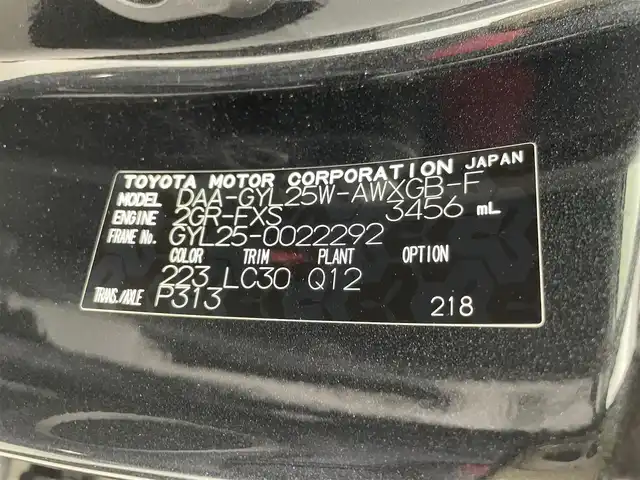 TOYOTA MOTOR CORPORATION JAPAN
MODEL DAA-GYL25W-AWXGB-F
ENGINE 2GR-FXS 3456 mL
FRAME No. GYL25-0022292
COLOR TRIM PLANT OPTION
223 LC30 Q12
TRANS./AXLE P313 218